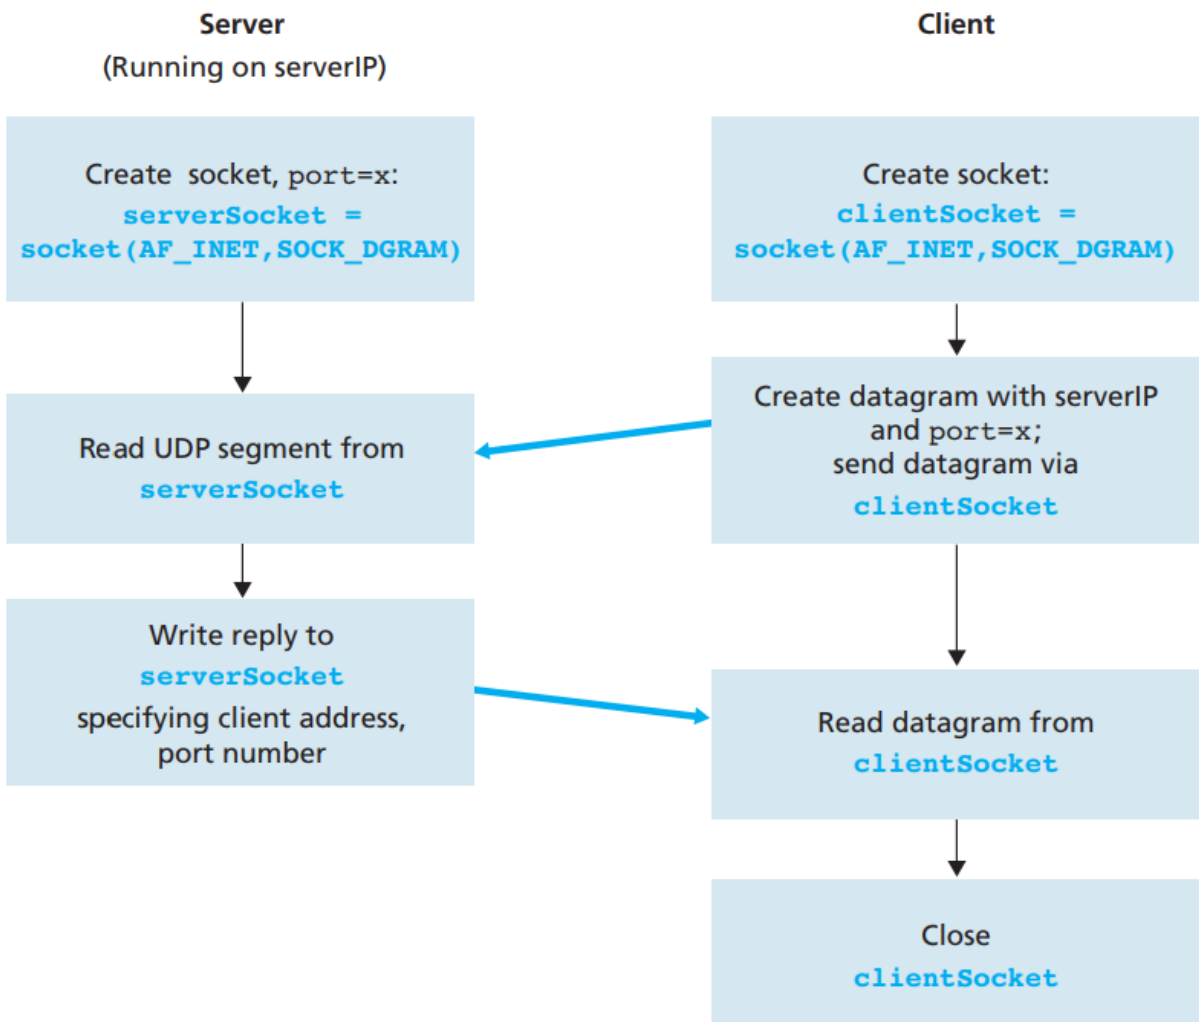 Server
(Running on serverIP)
Create socket, port=x:
serverSocket =
socket(AF_INET,SOCK_DGRAM)
Read UDP segment from
serverSocket
Write reply to
serverSocket
specifying client address,
port number
Client
Create socket:
clientSocket =
socket(AF_INET,SOCK_DGRAM)
Create datagram with serverIP
and port=x;
send datagram via
clientSocket
Read datagram from
clientSocket
Close
clientSocket